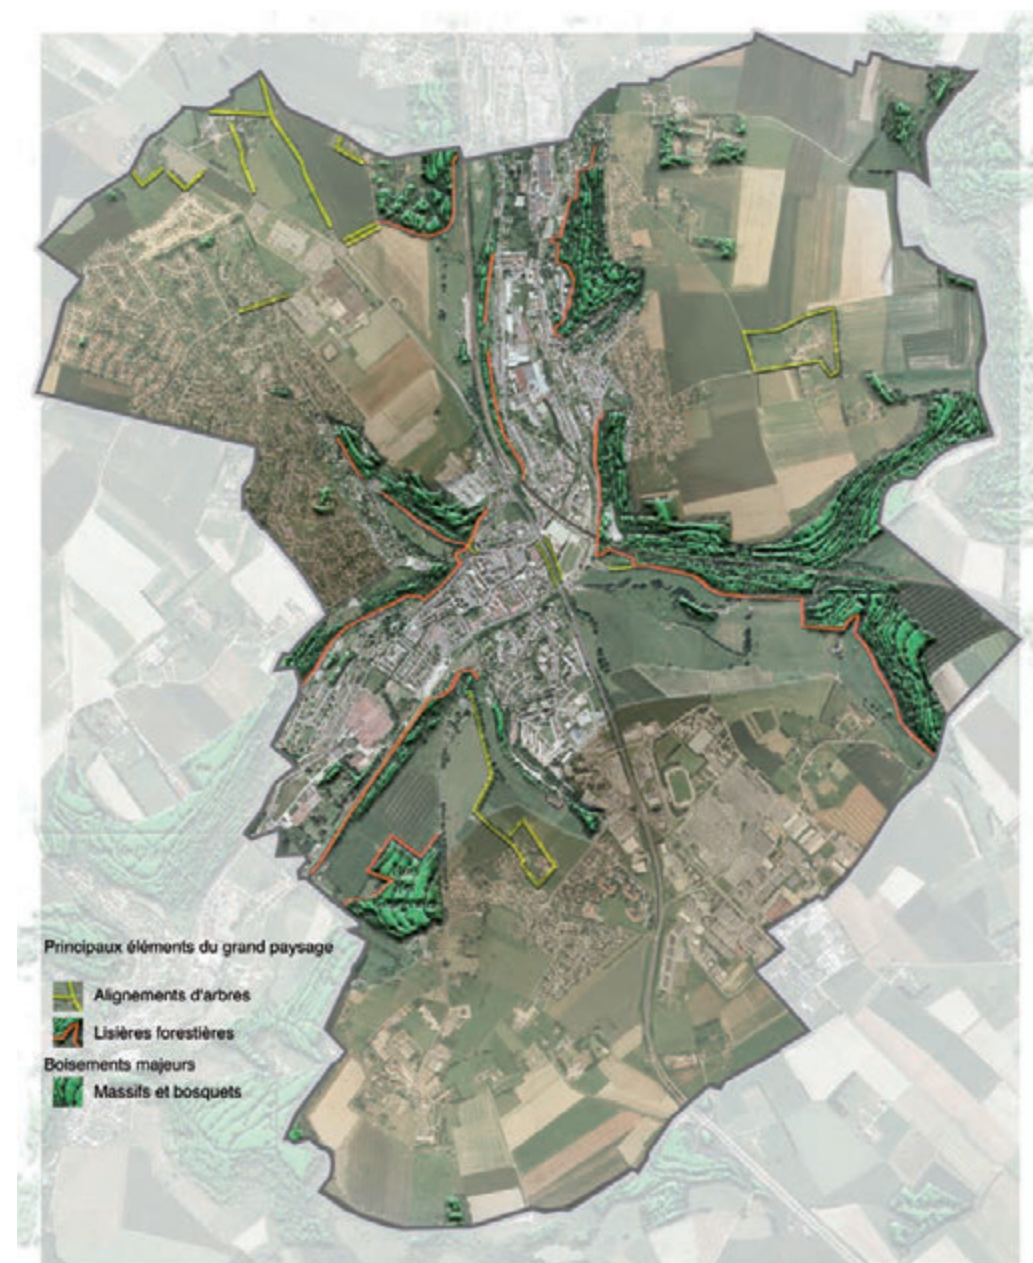 Principaux éléments du grand paysage
Alignements d'arbres
Lisières forestières
Boisements majeurs
Massifs et bosquets